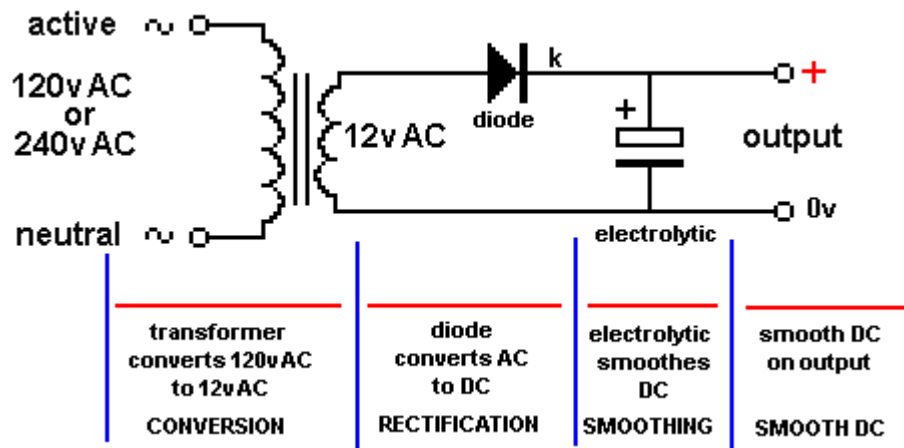 active ~
120v AC
or
240v AC
neutral ~
12v AC
diode
k
+
electrolytic
+
output
0v
transformer
converts 120v AC
to 12v AC
CONVERSION
diode
converts AC
to DC
RECTIFICATION
electrolytic
smoothes
DC
SMOOTHING
smooth DC
on output
SMOOTH DC